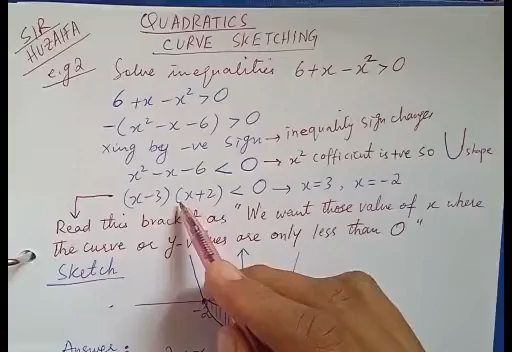 SIR HUZAIFA
QUADRATICS
CURVE SKETCHING
e.g2 Solve inequalities 6+x-x²>0
6+x-x²>0
-(x²-x-6)>0
xing by -ve sign → inequality sign changes
x²-x-6<0 → x² cofficient is +ve so U shape
(x-3)(x+2)<0 → x=3, x=-2
Read this as "We want those value of x where
the curve or y-values are only less than 0"
Sketch
-2
Answer: